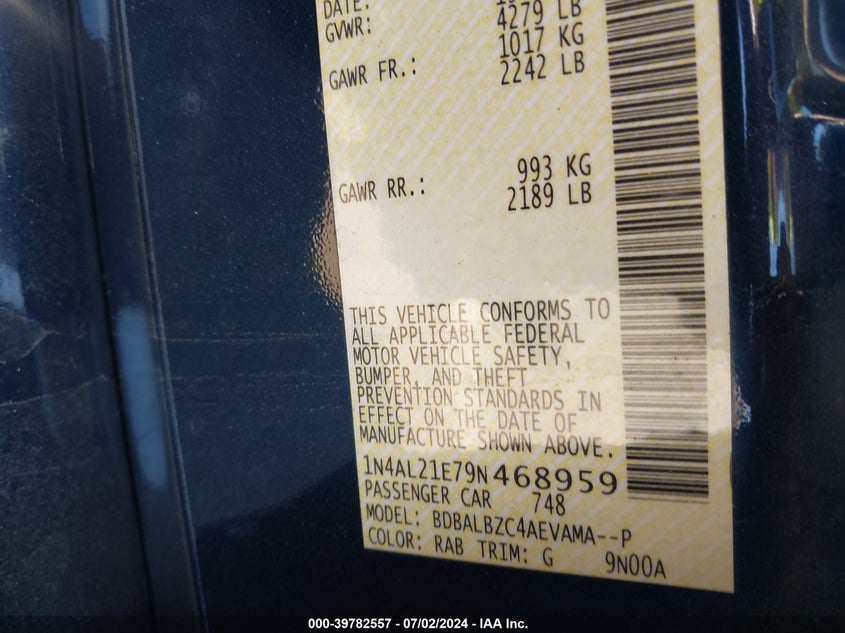 DATE:
GVWR: 4279 LB
1017 KG
GAWR FR.: 2242 LB
993 KG
GAWR RR.: 2189 LB
THIS VEHICLE CONFORMS TO
ALL APPLICABLE FEDERAL
MOTOR VEHICLE SAFETY,
BUMPER, AND THEFT
PREVENTION STANDARDS IN
EFFECT ON THE DATE OF
MANUFACTURE SHOWN ABOVE.
1N4AL21E79N468959
PASSENGER CAR 748
MODEL: BDBALBZC4AEVAMA--P
COLOR: RAB TRIM: G 9N00A
000-39782557 - 07/02/2024 - IAA Inc.